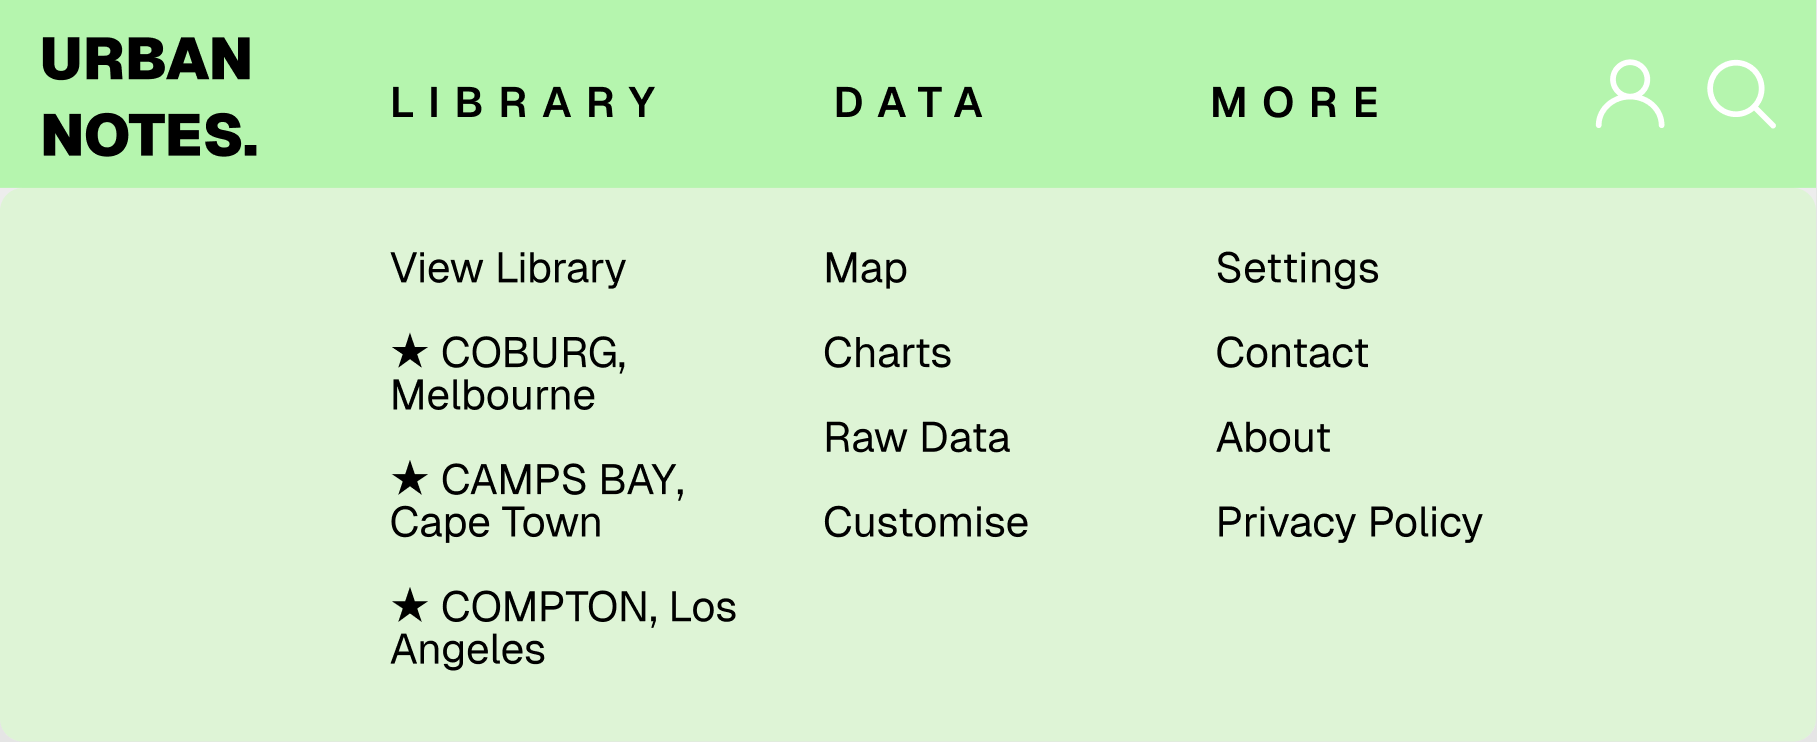 URBAN
NOTES.
LIBRARY
DATA
MORE
View Library
★ COBURG,
Melbourne
★ CAMPS BAY,
Cape Town
★ COMPTON, Los
Angeles
Map
Charts
Raw Data
Customise
Settings
Contact
About
Privacy Policy